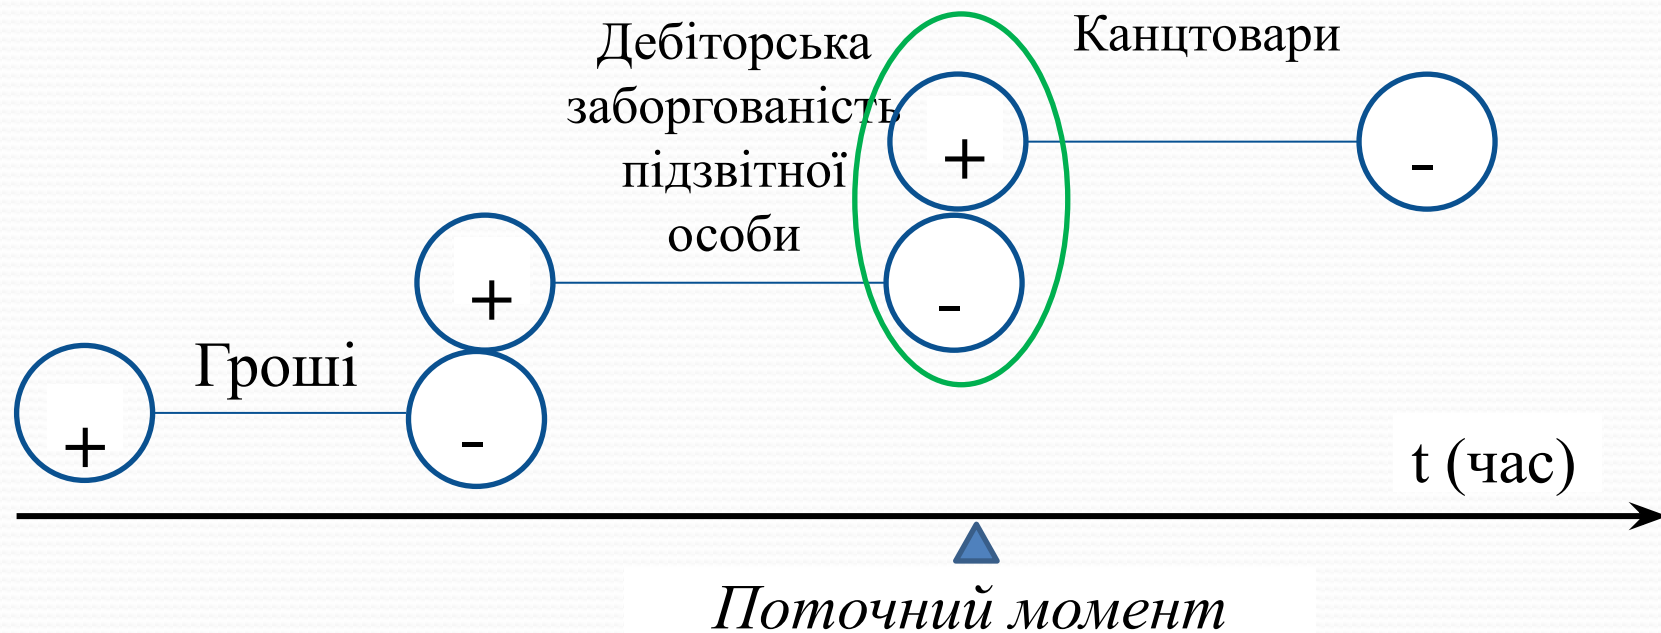 Дебіторська
заборгованість
підзвітної
особи
Канцтовари
+
-
+
-
Гроші
+
-
t (час)
Поточний момент